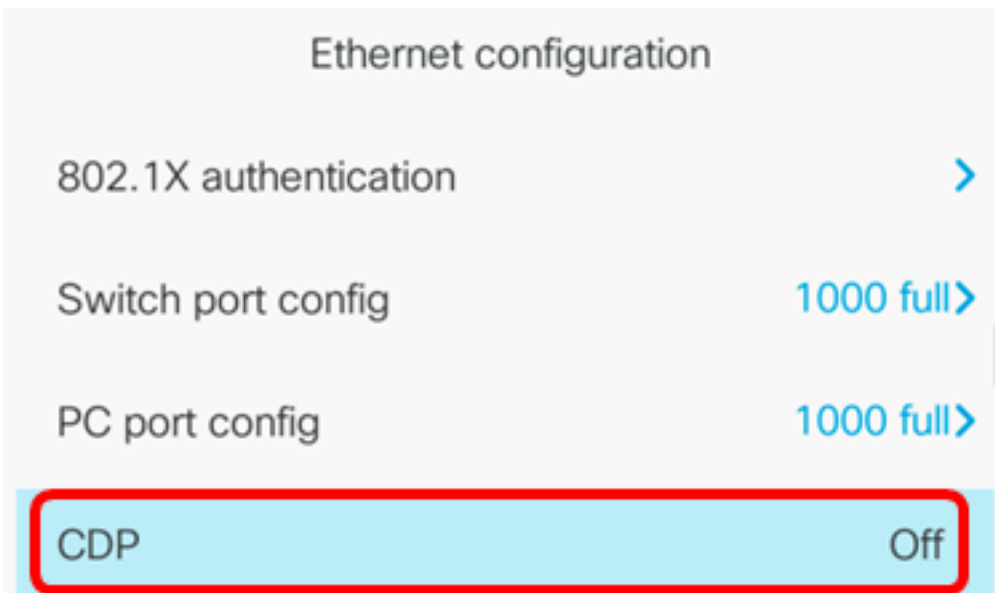 Ethernet configuration
802.1X authentication
Switch port config 1000 full
PC port config 1000 full
CDP Off